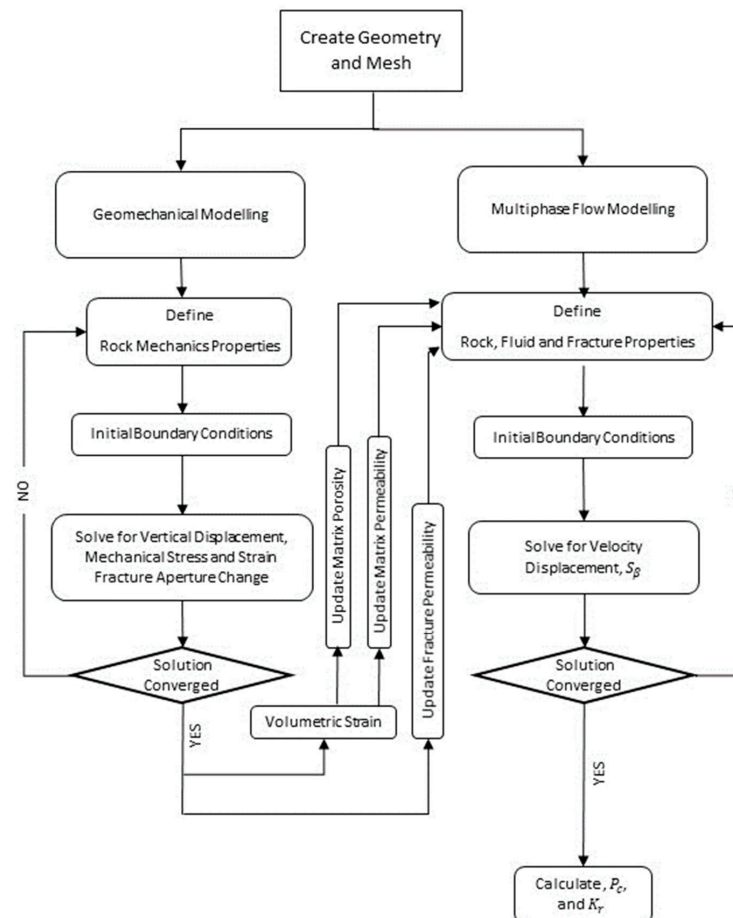 Create Geometry
and Mesh
Geomechanical Modelling
Multiphase Flow Modelling
Define
Rock Mechanics Properties
Define
Rock, Fluid and Fracture Properties
Initial Boundary Conditions
Initial Boundary Conditions
NO
Update Matrix Porosity
Update Matrix Permeability
Update Fracture Permeability
Solve for Vertical Displacement,
Mechanical Stress and Strain
Fracture Aperture Change
Solve for Velocity
Displacement, Sβ
Solution
Converged
Solution
Converged
YES
Volumetric Strain
YES
Calculate, Pc,
and Kr